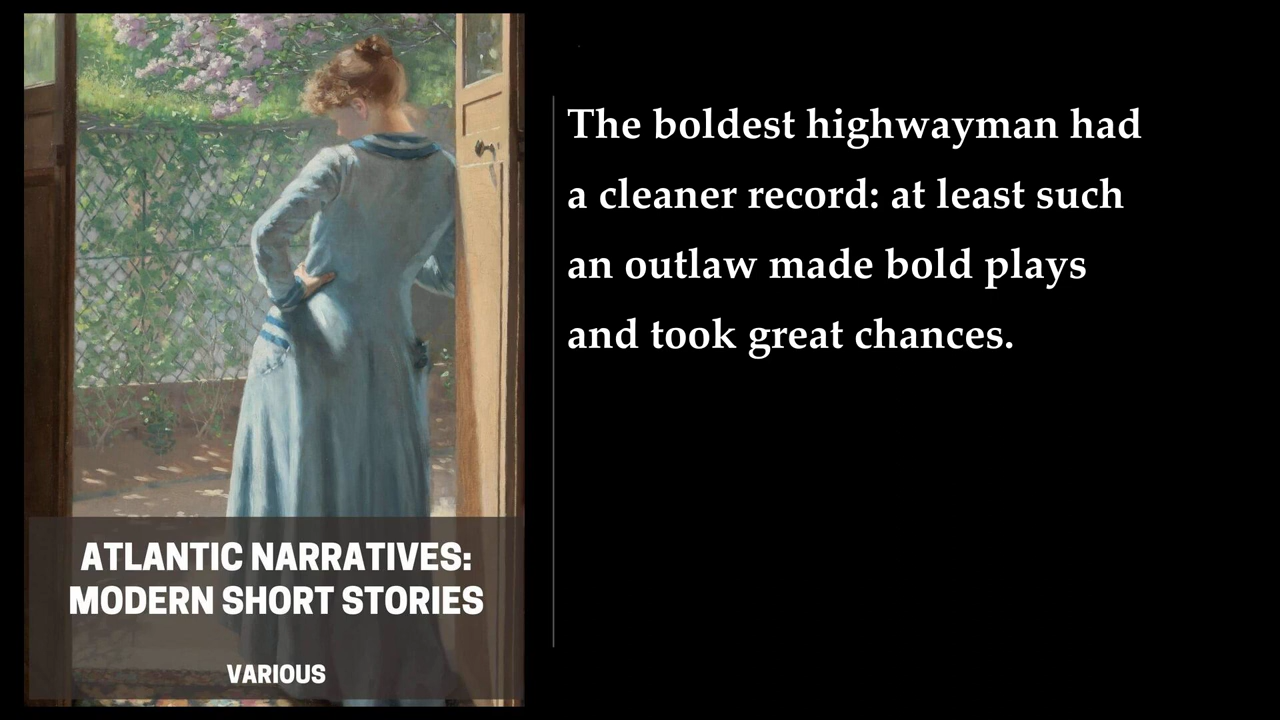 The boldest highwayman had
a cleaner record: at least such
an outlaw made bold plays
and took great chances.
ATLANTIC NARRATIVES:
MODERN SHORT STORIES
VARIOUS